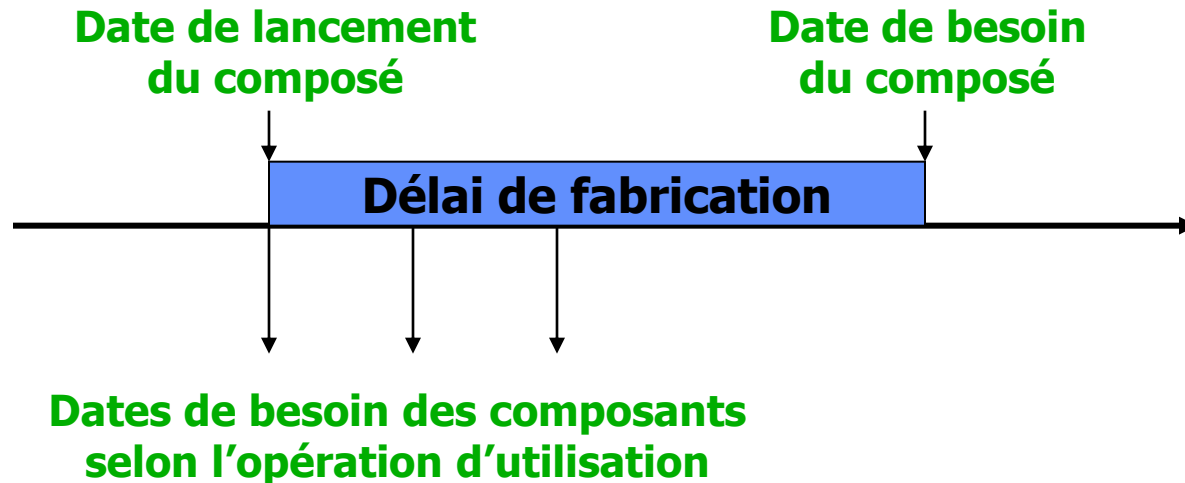 Date de lancement
du composé
Date de besoin
du composé
Délai de fabrication
Dates de besoin des composants
selon l’opération d’utilisation